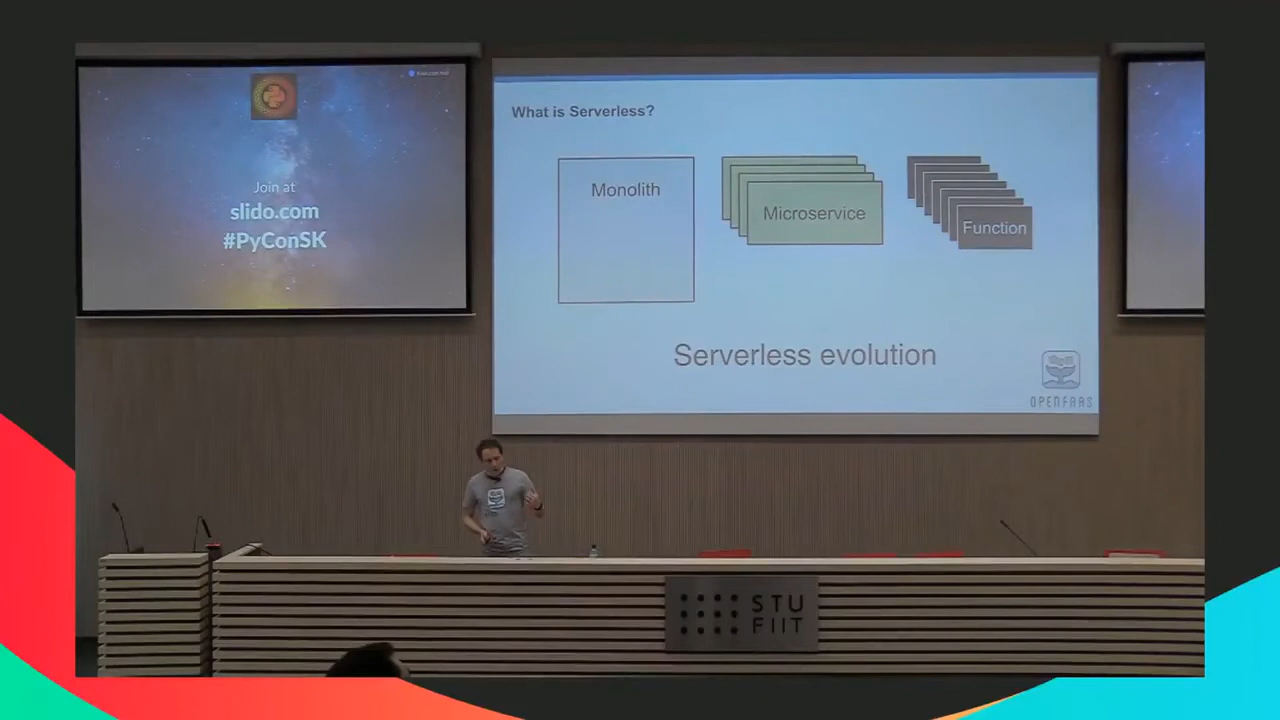 Join at
slido.com
#PyConSK
What is Serverless?
Monolith
Microservice
Function
Serverless evolution
OPENFAAS
STU
FIIT